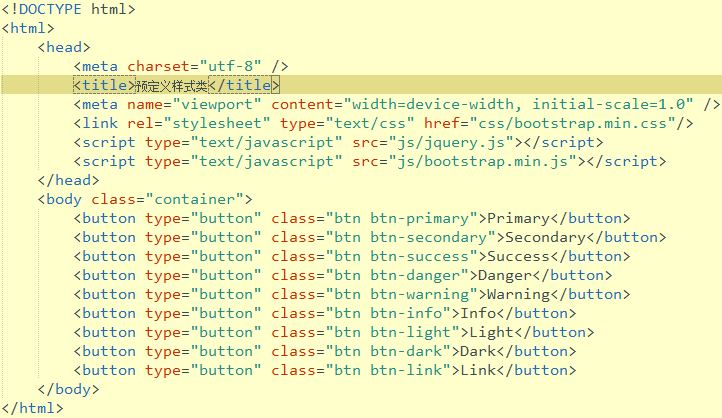 <!DOCTYPE html>
<html>
    <head>
        <meta charset="utf-8" />
        <title>预定义样式类</title>
        <meta name="viewport" content="width=device-width, initial-scale=1.0" />
        <link rel="stylesheet" type="text/css" href="css/bootstrap.min.css"/>
        <script type="text/javascript" src="js/jquery.js"></script>
        <script type="text/javascript" src="js/bootstrap.min.js"></script>
    </head>
    <body class="container">
        <button type="button" class="btn btn-primary">Primary</button>
        <button type="button" class="btn btn-secondary">Secondary</button>
        <button type="button" class="btn btn-success">Success</button>
        <button type="button" class="btn btn-danger">Danger</button>
        <button type="button" class="btn btn-warning">Warning</button>
        <button type="button" class="btn btn-info">Info</button>
        <button type="button" class="btn btn-light">Light</button>
        <button type="button" class="btn btn-dark">Dark</button>
        <button type="button" class="btn btn-link">Link</button>
    </body>
</html>